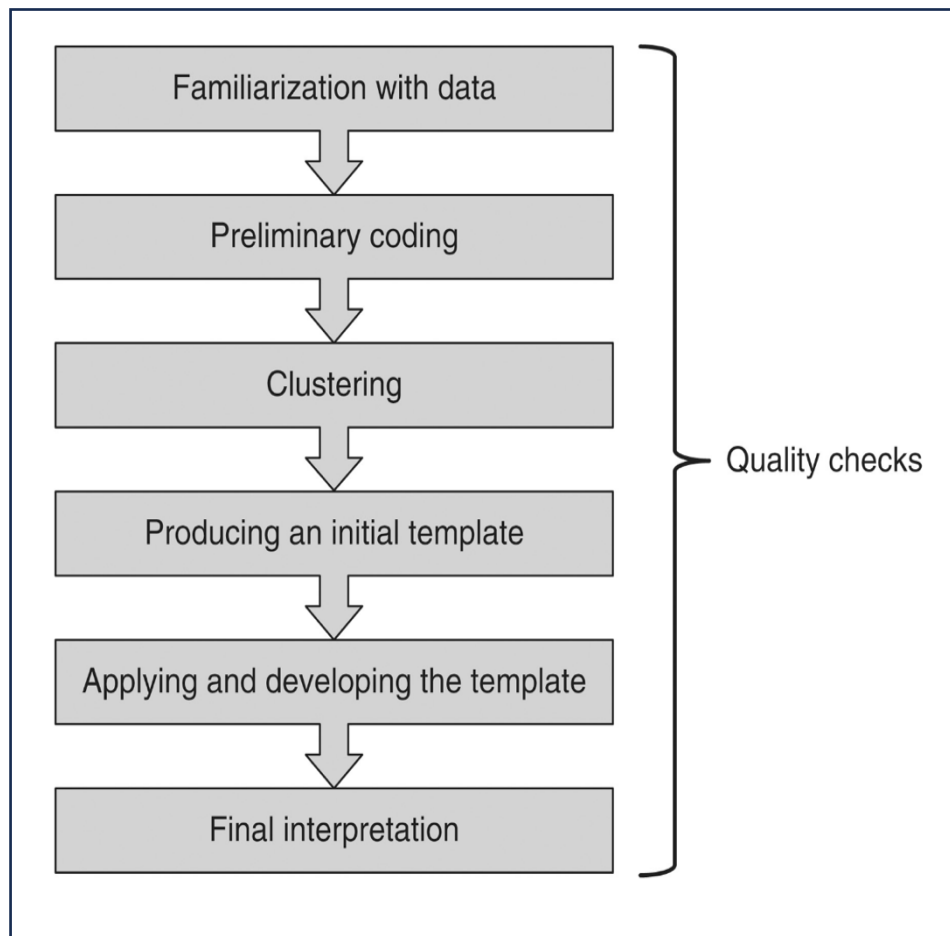 Familiarization with data
Preliminary coding
Clustering
Producing an initial template
Applying and developing the template
Final interpretation
Quality checks